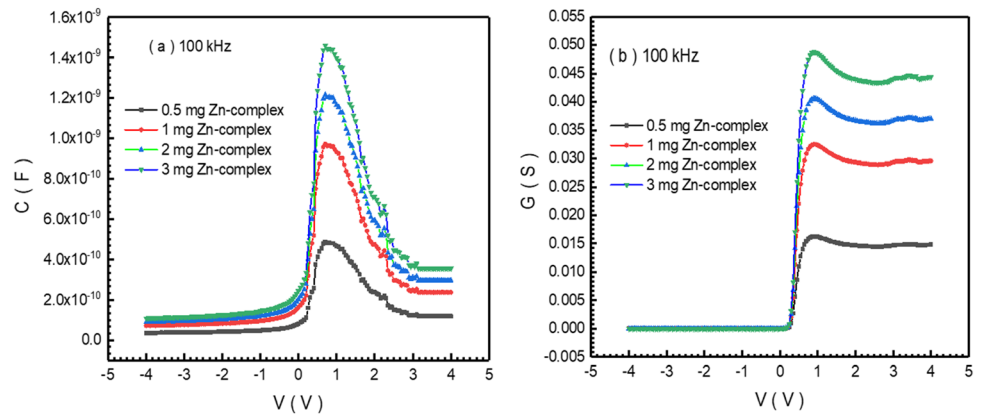 1.6x10⁻⁹
1.4x10⁻⁹
1.2x10⁻⁹
1.0x10⁻⁹
8.0x10⁻¹⁰
6.0x10⁻¹⁰
4.0x10⁻¹⁰
2.0x10⁻¹⁰
0.0
C ( F )
( a ) 100 kHz
0.5 mg Zn-complex
1 mg Zn-complex
2 mg Zn-complex
3 mg Zn-complex
-5 -4 -3 -2 -1 0 1 2 3 4 5
V ( V )
0.055
0.050
0.045
0.040
0.035
0.030
0.025
0.020
0.015
0.010
0.005
0.000
-0.005
G ( S )
( b ) 100 kHz
0.5 mg Zn-complex
1 mg Zn-complex
2 mg Zn-complex
3 mg Zn-complex
-5 -4 -3 -2 -1 0 1 2 3 4 5
V ( V )